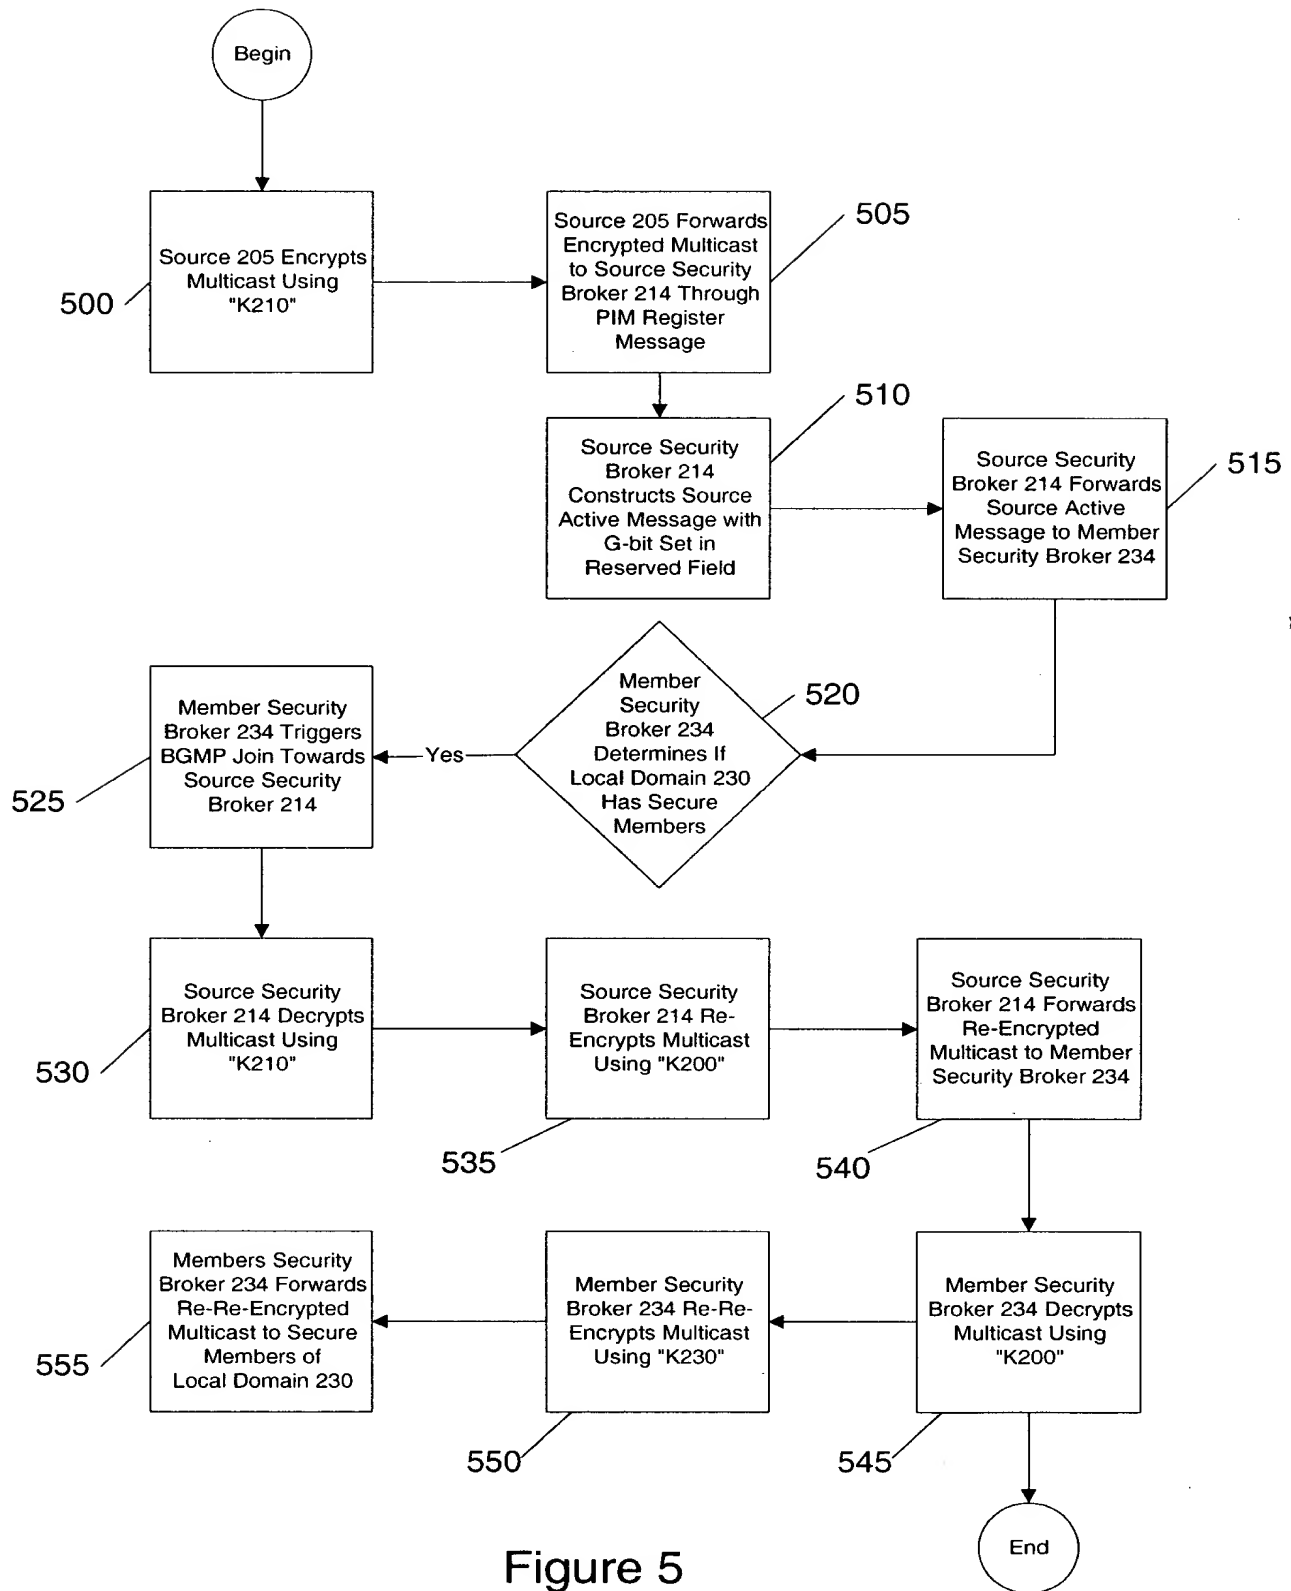 Begin
Source 205 Encrypts
Multicast Using
"K210"
500
Source 205 Forwards
Encrypted Multicast
to Source Security
Broker 214 Through
PIM Register
Message
505
Source Security
Broker 214
Constructs Source
Active Message with
G-bit Set in
Reserved Field
510
Source Security
Broker 214 Forwards
Source Active
Message to Member
Security Broker 234
515
Member
Security
Broker 234
Determines If
Local Domain 230
Has Secure
Members
520
Yes
Member Security
Broker 234 Triggers
BGMP Join Towards
Source Security
Broker 214
525
Source Security
Broker 214 Decrypts
Multicast Using
"K210"
530
Source Security
Broker 214 Re-
Encrypts Multicast
Using "K200"
535
Source Security
Broker 214 Forwards
Re-Encrypted
Multicast to Member
Security Broker 234
540
Member Security
Broker 234 Decrypts
Multicast Using
"K200"
545
Member Security
Broker 234 Re-Re-
Encrypts Multicast
Using "K230"
550
Members Security
Broker 234 Forwards
Re-Re-Encrypted
Multicast to Secure
Members of
Local Domain 230
555
End
Figure 5